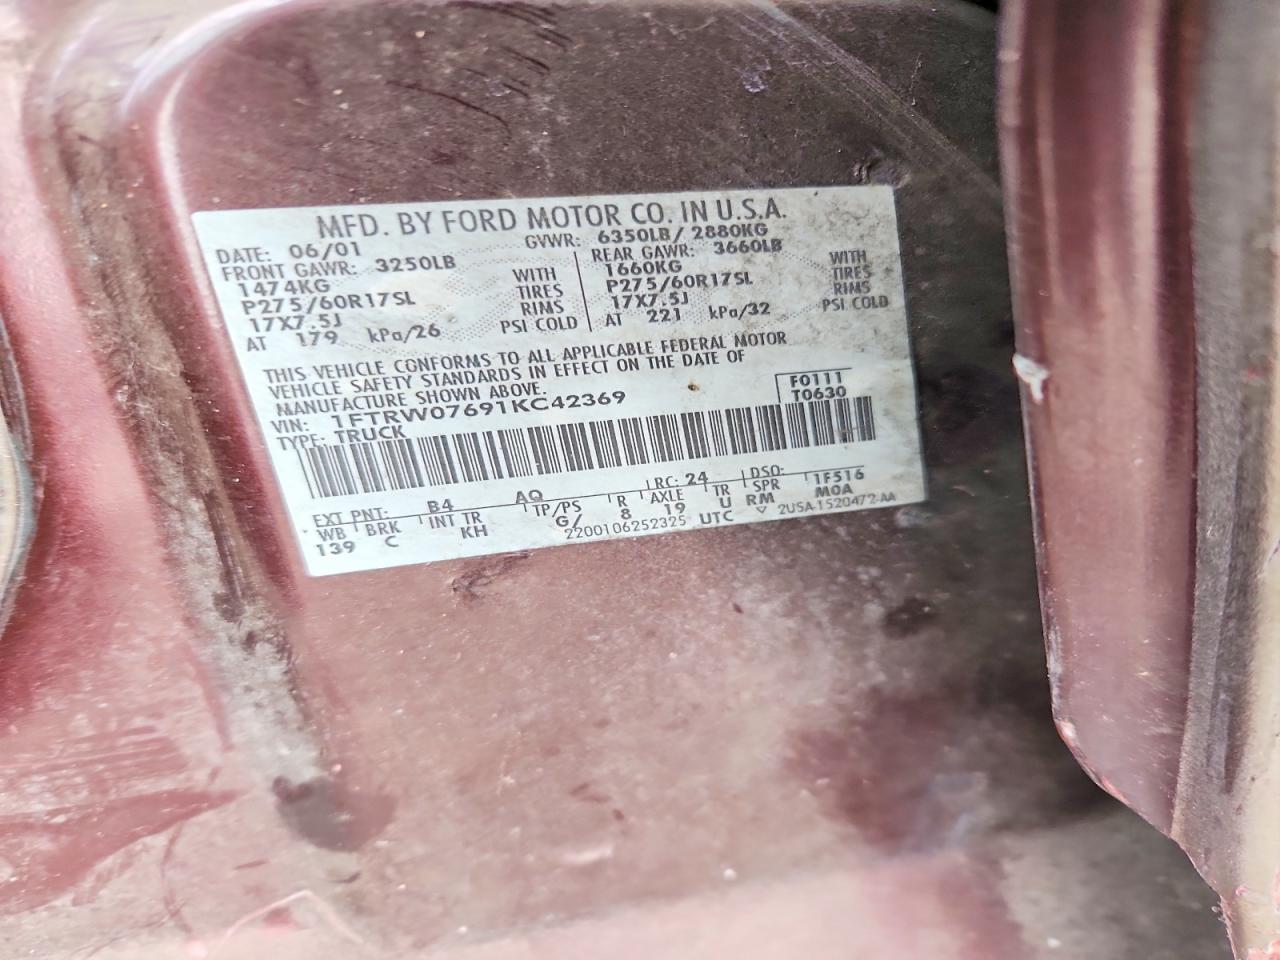 MFD. BY FORD MOTOR CO. IN U.S.A.
DATE: 06/01 GVWR: 6350LB/ 2880KG
FRONT GAWR: 3250LB REAR GAWR: 3660LB
1474KG WITH 1660KG WITH
P275/60R17SL TIRES P275/60R17SL TIRES
17X7.5J RIMS 17X7.5J RIMS
AT 179 kPa/26 PSI COLD AT 221 kPa/32 PSI COLD
THIS VEHICLE CONFORMS TO ALL APPLICABLE FEDERAL MOTOR
VEHICLE SAFETY STANDARDS IN EFFECT ON THE DATE OF
MANUFACTURE SHOWN ABOVE.
VIN: 1FTRW07691KC42369 F0111
TYPE: TRUCK T0630
EXT PNT: B4 AQ RC: 24 DSO: 1F516
WB BRK INT TR TP/PS R AXLE TR SPR M0A
139 C KH G/ 8 19 U RM
2200106252325 UTC ▽ 2U5A-1520472-AA